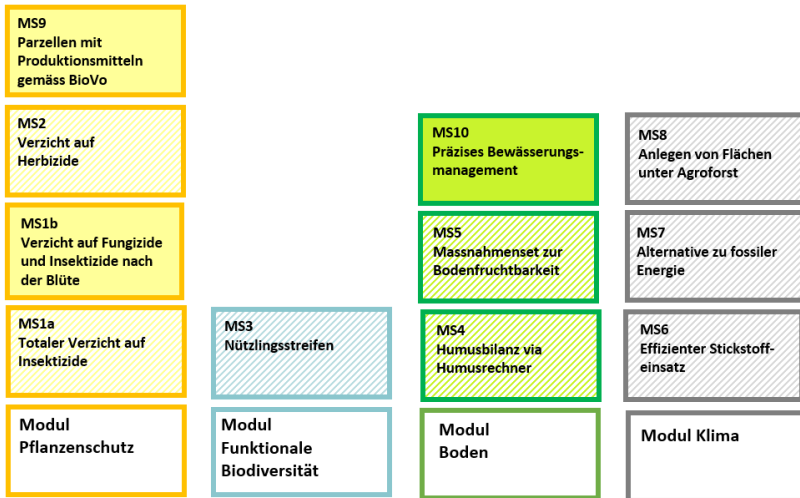 MS9
Parzellen mit
Produktionsmitteln
gemäss BioVo
MS2
Verzicht auf
Herbizide
MS1b
Verzicht auf Fungizide
und Insektizide nach
der Blüte
MS1a
Totaler Verzicht auf
Insektizide
Modul
Pflanzenschutz
MS3
Nützlingsstreifen
Modul
Funktionale
Biodiversität
MS10
Präzises Bewässerungs-
management
MS5
Massnahmenset zur
Bodenfruchtbarkeit
MS4
Humusbilanz via
Humusrechner
Modul
Boden
MS8
Anlegen von Flächen
unter Agroforst
MS7
Alternative zu fossiler
Energie
MS6
Effizienter Stickstoff-
einsatz
Modul Klima